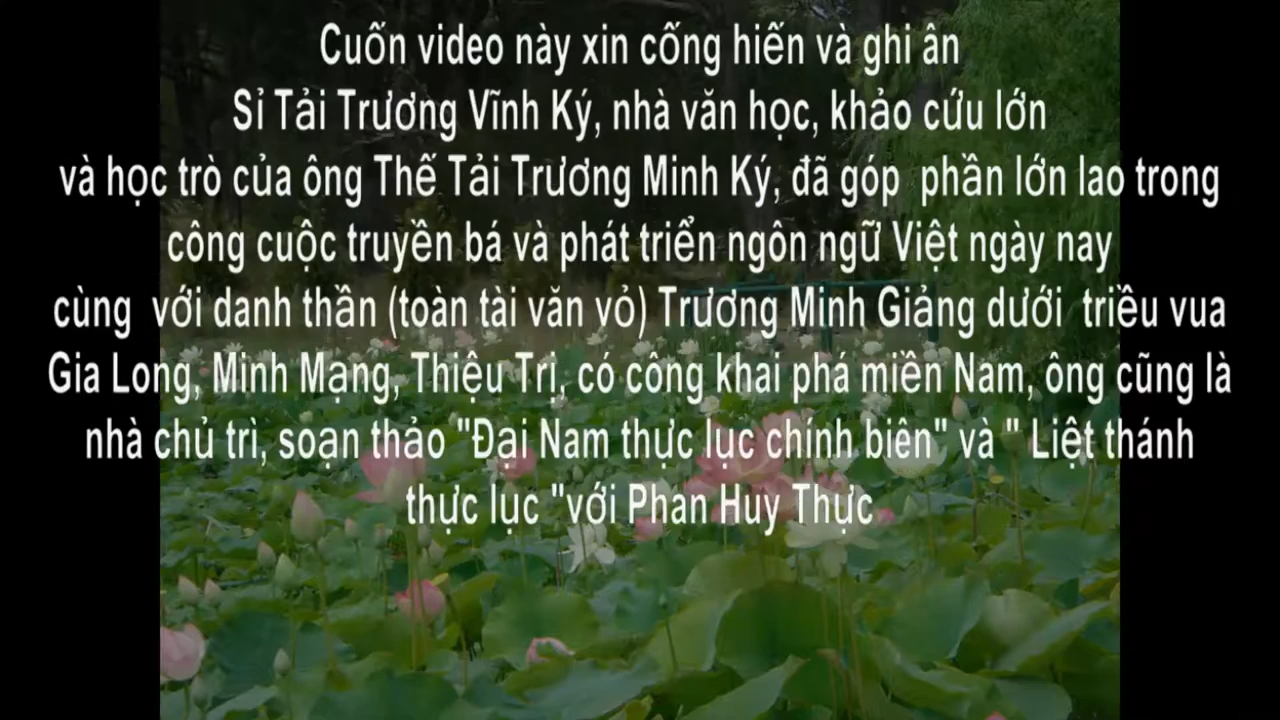 Cuốn video này xin cống hiến và ghi ân
Sỉ Tải Trương Vĩnh Ký, nhà văn học, khảo cứu lớn
và học trò của ông Thế Tải Trương Minh Ký, đã góp  phần lớn lao trong
công cuộc truyền bá và phát triển ngôn ngữ Việt ngày nay
cùng  với danh thần (toàn tài văn vỏ) Trương Minh Giảng dưới  triều vua
Gia Long, Minh Mạng, Thiệu Trị, có công khai phá miền Nam, ông cũng là
nhà chủ trì, soạn thảo "Đại Nam thực lục chính biên" và " Liệt thánh
thực lục "với Phan Huy Thực